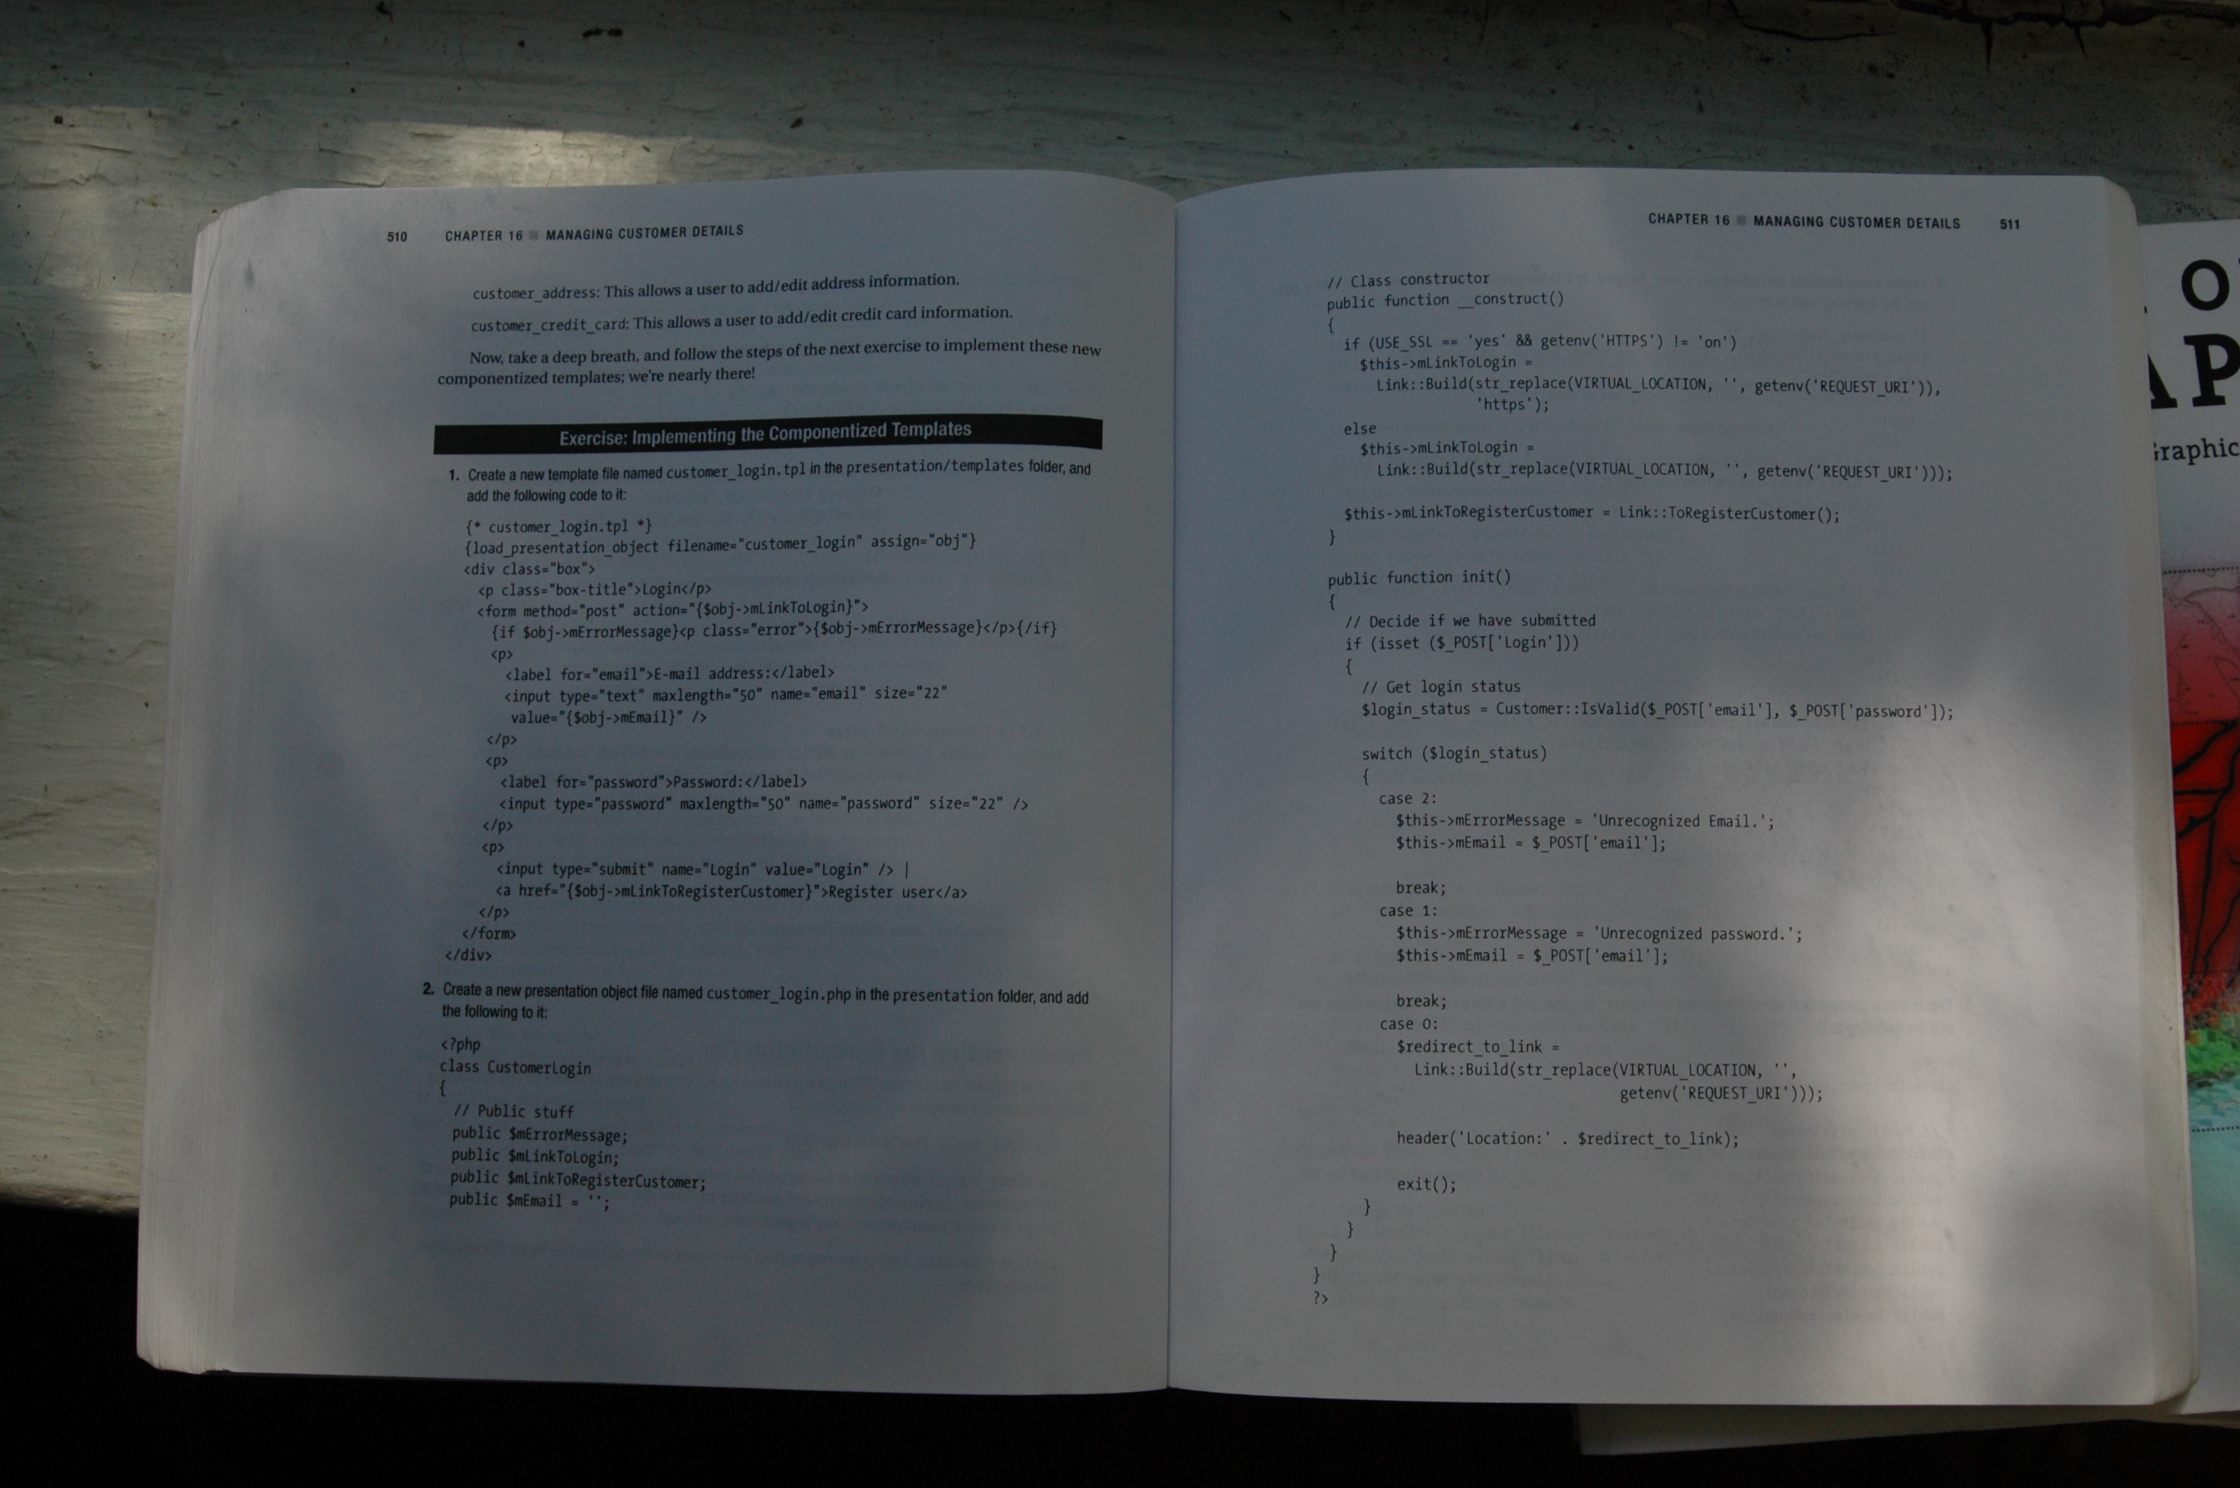 510 CHAPTER 16 ■ MANAGING CUSTOMER DETAILS
customer_address: This allows a user to add/edit address information.
customer_credit_card: This allows a user to add/edit credit card information.
Now, take a deep breath, and follow the steps of the next exercise to implement these new
componentized templates; we're nearly there!
Exercise: Implementing the Componentized Templates
1. Create a new template file named customer_login.tpl in the presentation/templates folder, and
add the following code to it:
{* customer_login.tpl *}
{load_presentation_object filename="customer_login" assign="obj"}
<div class="box">
<p class="box-title">Login</p>
<form method="post" action="{$obj->mLinkToLogin}">
{if $obj->mErrorMessage}<p class="error">{$obj->mErrorMessage}</p>{/if}
<p>
<label for="email">E-mail address:</label>
<input type="text" maxlength="50" name="email" size="22"
value="{$obj->mEmail}" />
</p>
<p>
<label for="password">Password:</label>
<input type="password" maxlength="50" name="password" size="22" />
</p>
<p>
<input type="submit" name="Login" value="Login" /> |
<a href="{$obj->mLinkToRegisterCustomer}">Register user</a>
</p>
</form>
</div>
2. Create a new presentation object file named customer_login.php in the presentation folder, and add
the following to it:
<?php
class CustomerLogin
{
// Public stuff
public $mErrorMessage;
public $mLinkToLogin;
public $mLinkToRegisterCustomer;
public $mEmail = '';
CHAPTER 16 ■ MANAGING CUSTOMER DETAILS 511
// Class constructor
public function __construct()
{
if (USE_SSL == 'yes' && getenv('HTTPS') != 'on')
$this->mLinkToLogin =
Link::Build(str_replace(VIRTUAL_LOCATION, '', getenv('REQUEST_URI')),
'https');
else
$this->mLinkToLogin =
Link::Build(str_replace(VIRTUAL_LOCATION, '', getenv('REQUEST_URI')));
$this->mLinkToRegisterCustomer = Link::ToRegisterCustomer();
}
public function init()
{
// Decide if we have submitted
if (isset ($_POST['Login']))
{
// Get login status
$login_status = Customer::IsValid($_POST['email'], $_POST['password']);
switch ($login_status)
{
case 2:
$this->mErrorMessage = 'Unrecognized Email.';
$this->mEmail = $_POST['email'];
break;
case 1:
$this->mErrorMessage = 'Unrecognized password.';
$this->mEmail = $_POST['email'];
break;
case 0:
$redirect_to_link =
Link::Build(str_replace(VIRTUAL_LOCATION, '',
getenv('REQUEST_URI')));
header('Location:' . $redirect_to_link);
exit();
}
}
}
}
?>